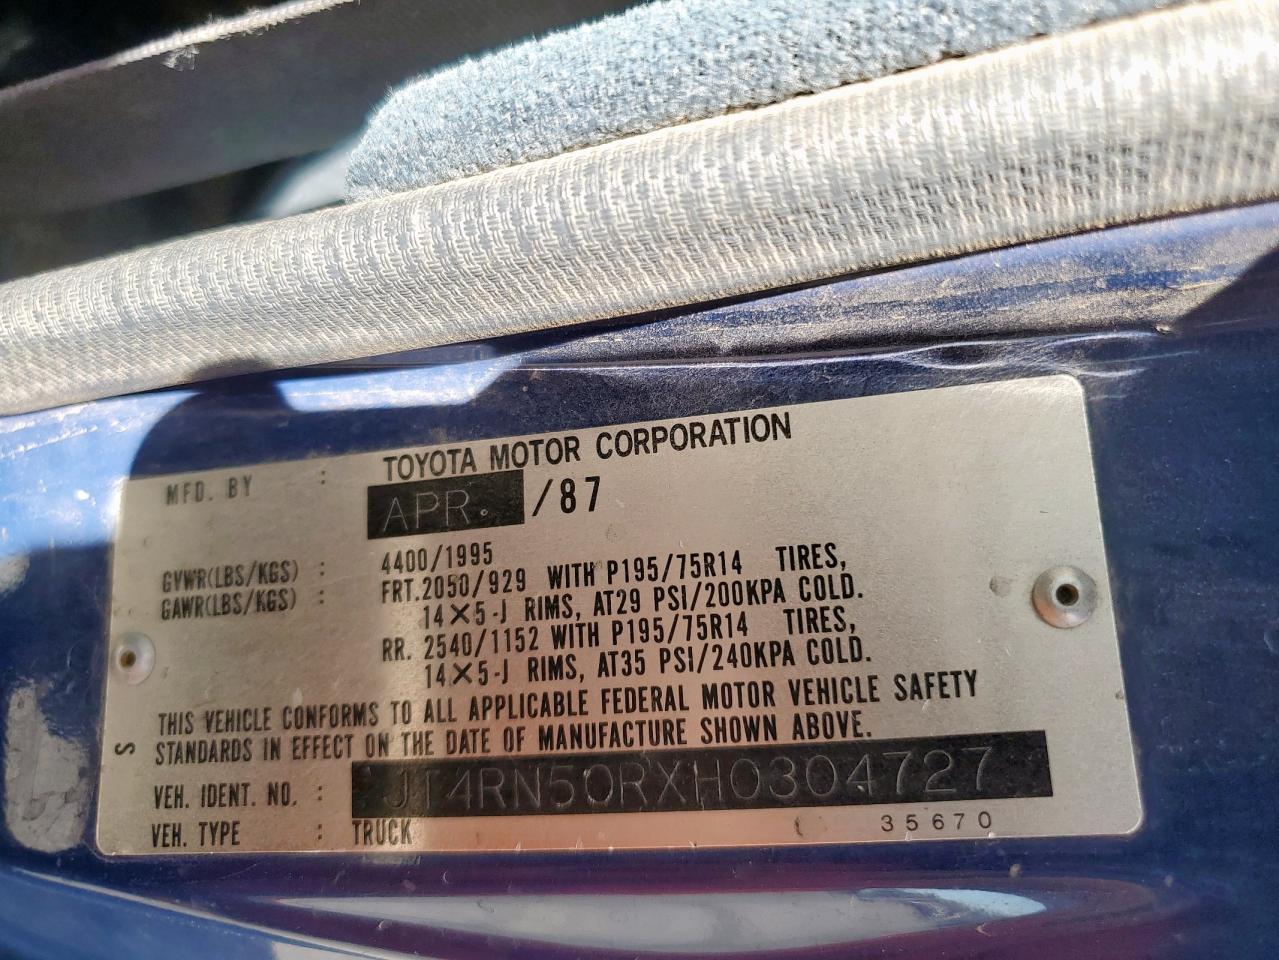 MFD. BY : TOYOTA MOTOR CORPORATION
APR. /87
GVWR(LBS/KGS) : 4400/1995
GAWR(LBS/KGS) : FRT.2050/929 WITH P195/75R14 TIRES,
14×5-J RIMS, AT29 PSI/200KPA COLD.
RR. 2540/1152 WITH P195/75R14 TIRES,
14×5-J RIMS, AT35 PSI/240KPA COLD.
THIS VEHICLE CONFORMS TO ALL APPLICABLE FEDERAL MOTOR VEHICLE SAFETY
STANDARDS IN EFFECT ON THE DATE OF MANUFACTURE SHOWN ABOVE.
S
VEH. IDENT. NO. : JT4RN50RXH0304727
VEH. TYPE : TRUCK
35670